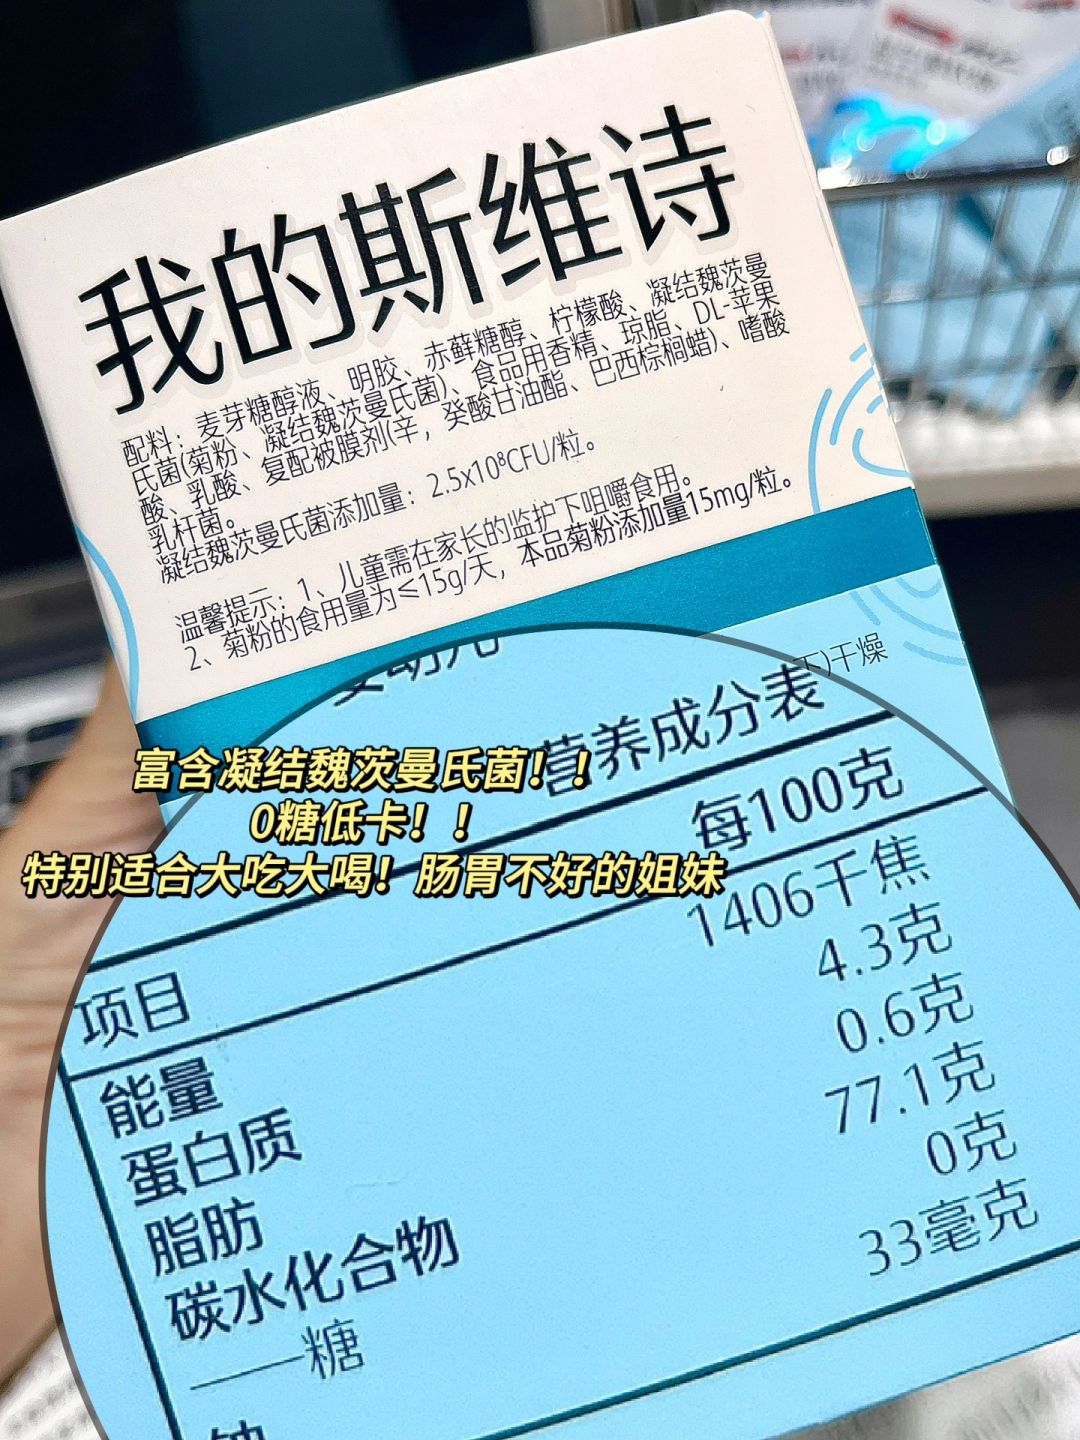 我的斯维诗
配料：麦芽糖醇液、明胶、赤藓糖醇、柠檬酸、凝结魏茨曼
氏菌(菊粉、凝结魏茨曼氏菌)、食品用香精、琼脂、DL-苹果
酸、乳酸、复配被膜剂(辛，癸酸甘油酯、巴西棕榈蜡)、嗜酸
乳杆菌。
凝结魏茨曼氏菌添加量：2.5x10⁸CFU/粒。
温馨提示：1、儿童需在家长的监护下咀嚼食用。
2、菊粉的食用量为≤15g/天，本品菊粉添加量15mg/粒。
下)干燥
营养成分表
富含凝结魏茨曼氏菌！！
0糖低卡！！
特别适合大吃大喝！肠胃不好的姐妹
项目 每100克
能量 1406千焦
蛋白质 4.3克
脂肪 0.6克
碳水化合物 77.1克
——糖 0克
钠 33毫克